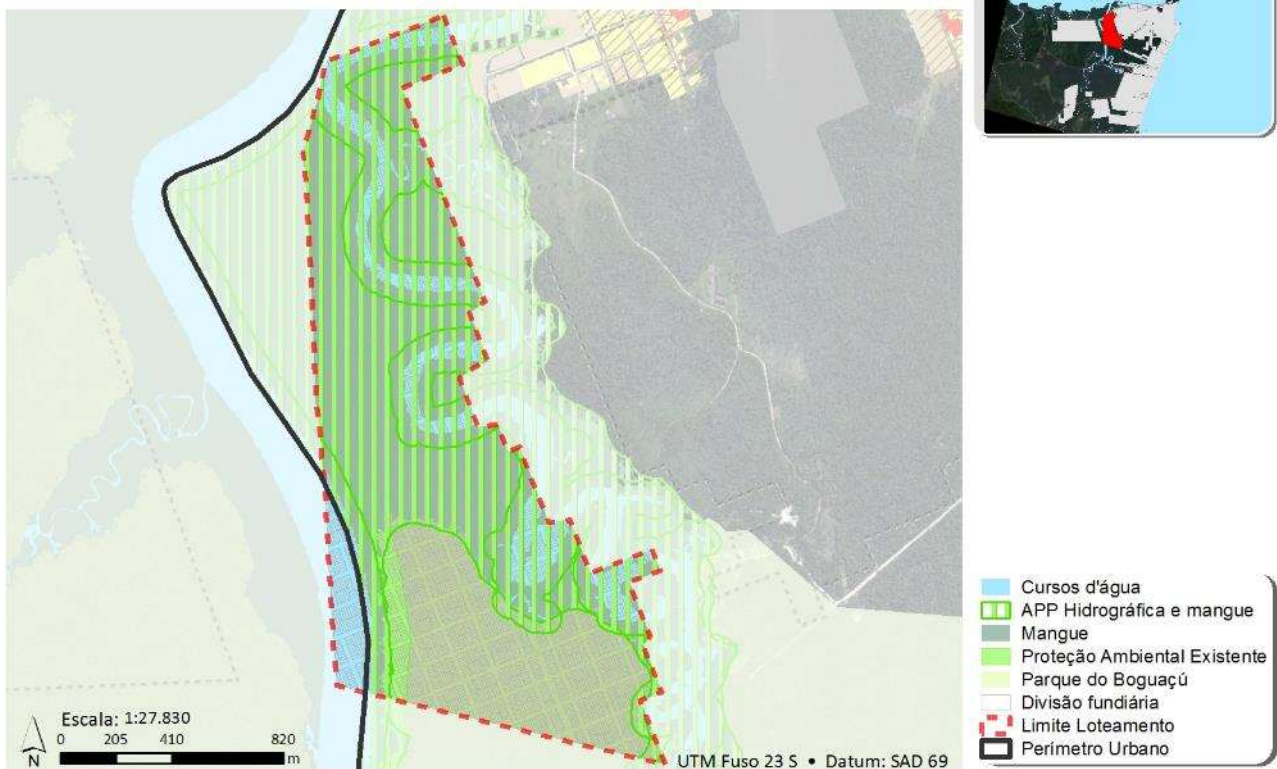 Cursos d'água
APP Hidrográfica e mangue
Mangue
Proteção Ambiental Existente
Parque do Boguaçú
Divisão fundiária
Limite Loteamento
Perímetro Urbano
Escala: 1:27.830
0 205 410 820
m
N
UTM Fuso 23 S • Datum: SAD 69